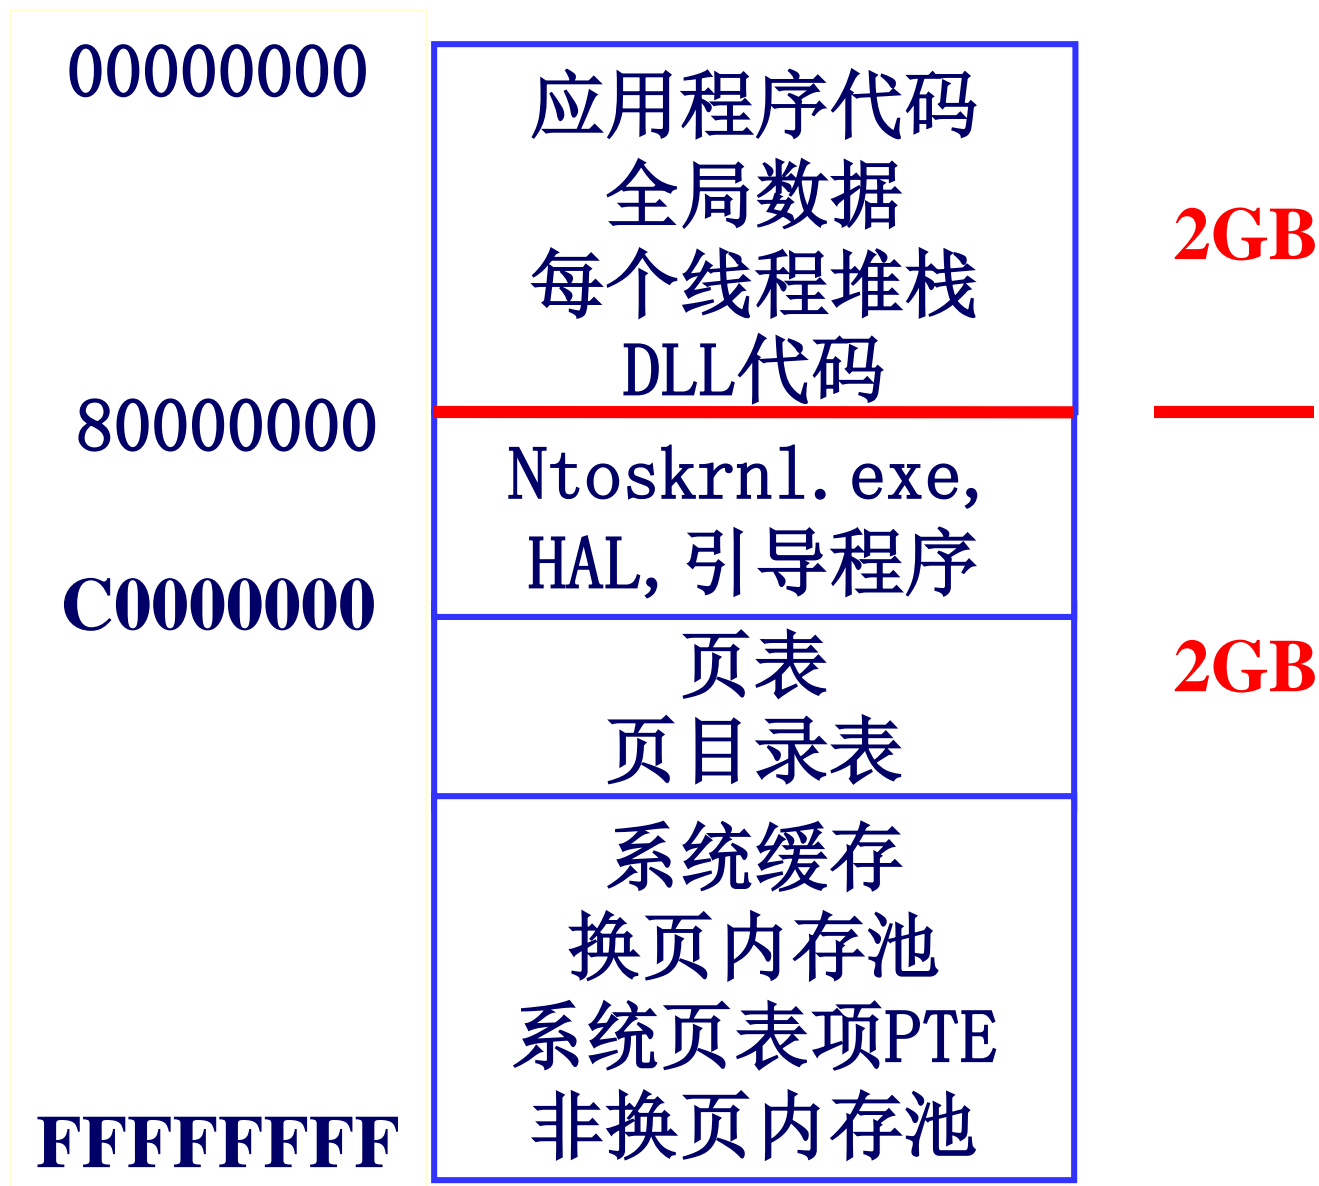 00000000
应用程序代码
全局数据
2GB
每个线程堆栈
DLL代码
80000000
Ntoskrnl.exe,
HAL,引导程序
C0000000
页表
2GB
页目录表
系统缓存
换页内存池
系统页表项PTE
非换页内存池
FFFFFFFF